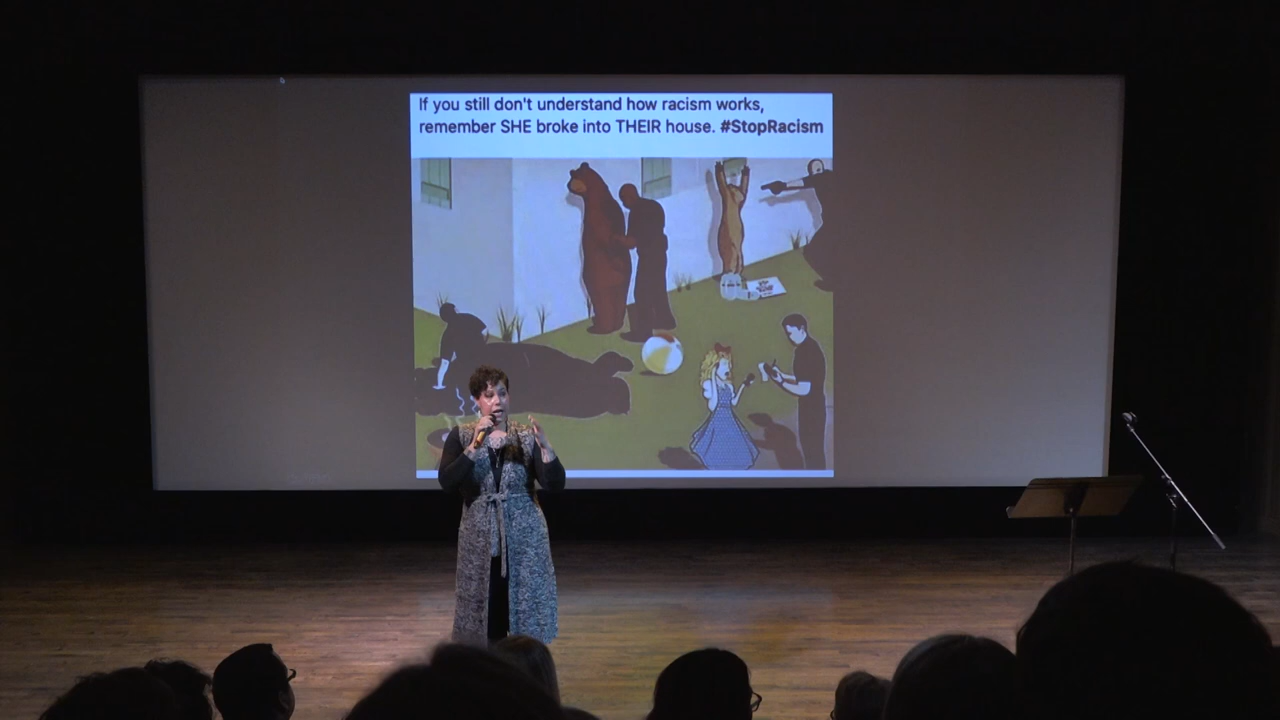 If you still don't understand how racism works,
remember SHE broke into THEIR house. #StopRacism